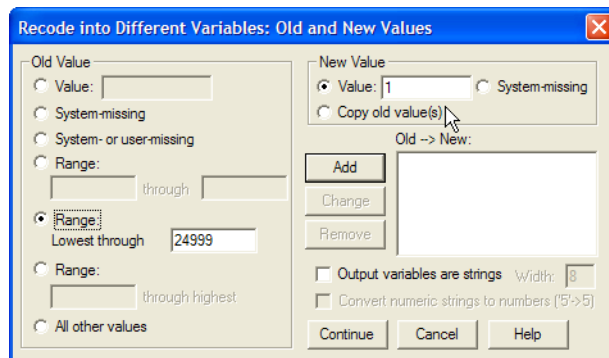 Recode into Different Variables: Old and New Values
Old Value
Value:
System-missing
System- or user-missing
Range:
through
Range:
Lowest through 24999
Range:
through highest
All other values
New Value
Value: 1 System-missing
Copy old value(s)
Old --> New:
Add
Change
Remove
Output variables are strings Width: 8
Convert numeric strings to numbers ('5'->5)
Continue Cancel Help